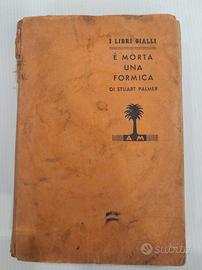 I LIBRI GIALLI
È MORTA
UNA
FORMICA
DI STUART PALMER
A M
subito